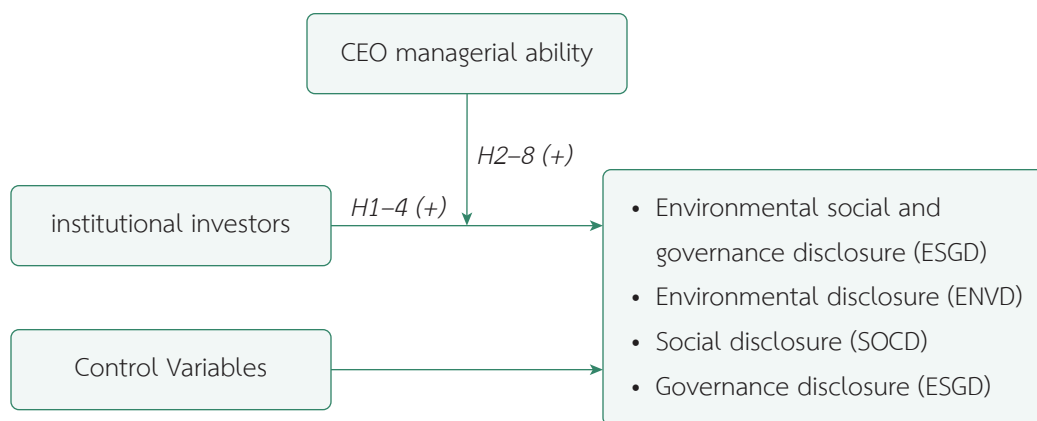 CEO managerial ability
H2–8 (+)
institutional investors
H1–4 (+)
• Environmental social and
governance disclosure (ESGD)
• Environmental disclosure (ENVD)
• Social disclosure (SOCD)
• Governance disclosure (ESGD)
Control Variables